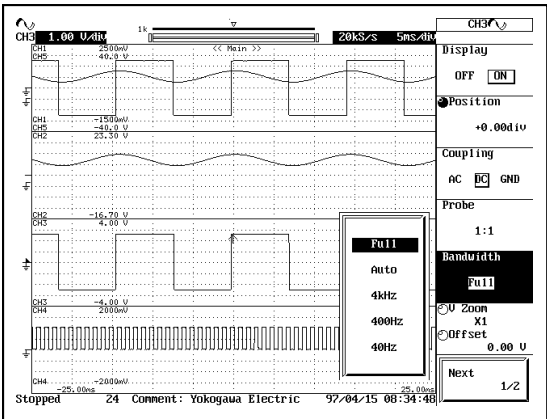 CH3
CH3 1.00 V/div
1k
20kS/s 5ms/div
<< Main >>
CH1 2500mV
CH5 40.0 V
CH1 -1500mV
CH5 -40.0 V
CH2 23.30 V
CH2 -16.70 V
CH3 4.00 V
CH3 -4.00 V
CH4 2000mV
CH4 -2000mV
-25.00ms
25.00ms
Stopped 24 Comment: Yokogawa Electric 97/04/15 08:34:48
Full
Auto
4kHz
400Hz
40Hz
Display
OFF ON
Position
+0.00div
Coupling
AC DC GND
Probe
1:1
Bandwidth
Full
V Zoom
X1
Offset
0.00 V
Next
1/2